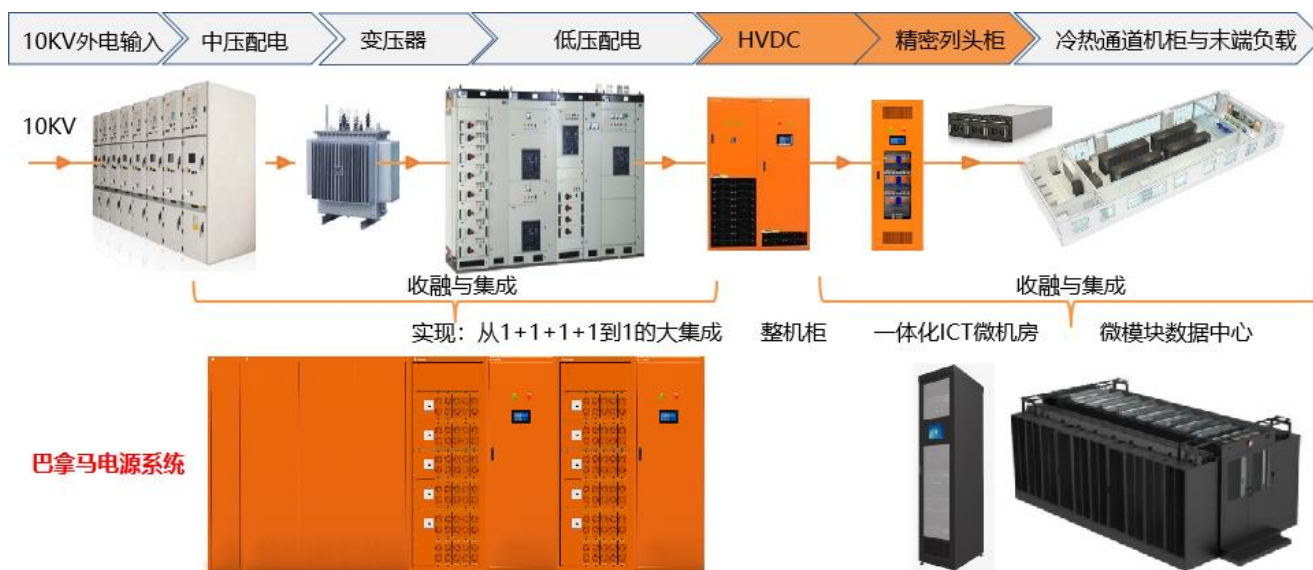 10KV外电输入
中压配电
变压器
低压配电
HVDC
精密列头柜
冷热通道机柜与末端负载
10KV
收融与集成
收融与集成
实现：从1+1+1+1到1的大集成
整机柜
一体化ICT微机房
微模块数据中心
巴拿马电源系统